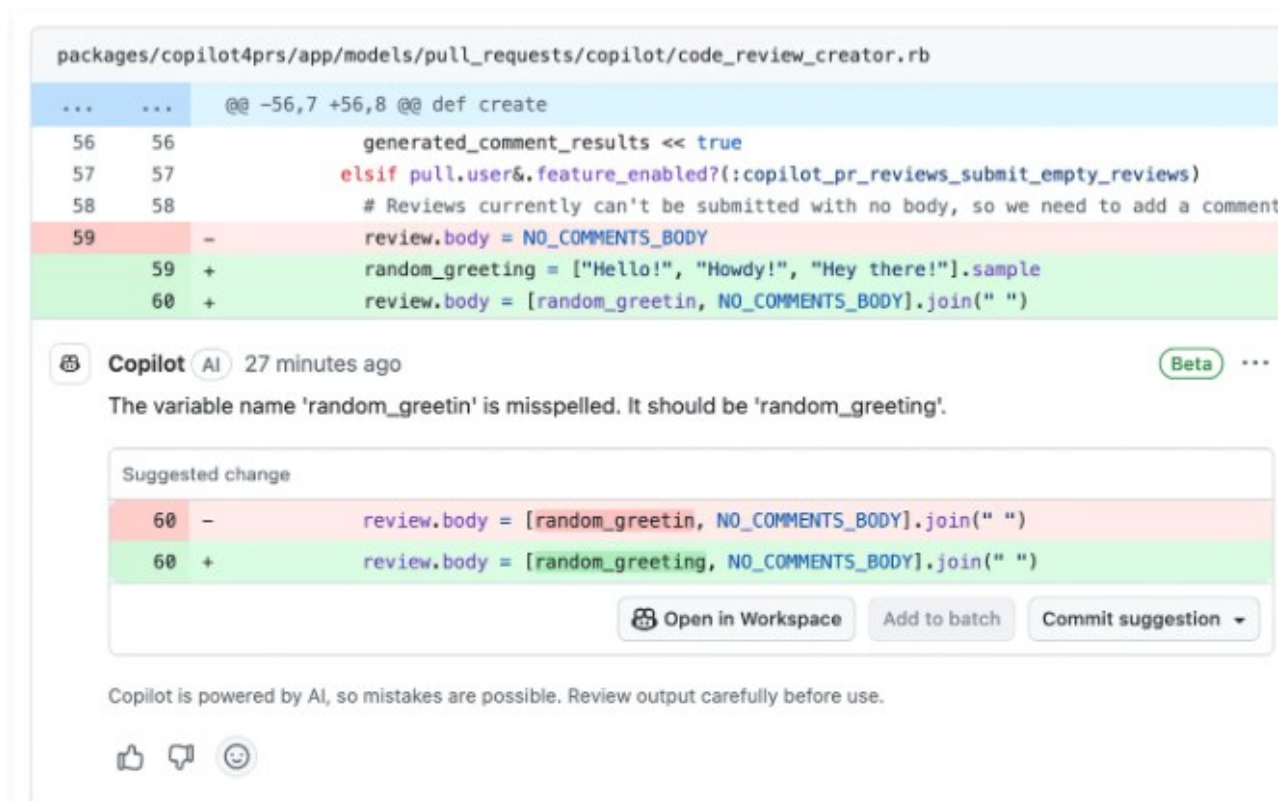 packages/copilot4prs/app/models/pull_requests/copilot/code_review_creator.rb
... ... @@ -56,7 +56,8 @@ def create
56 56 generated_comment_results << true
57 57 elsif pull.user&.feature_enabled?(:copilot_pr_reviews_submit_empty_reviews)
58 58 # Reviews currently can't be submitted with no body, so we need to add a comment
59 - review.body = NO_COMMENTS_BODY
59 + random_greeting = ["Hello!", "Howdy!", "Hey there!"].sample
60 + review.body = [random_greetin, NO_COMMENTS_BODY].join(" ")
Copilot AI 27 minutes ago Beta ...
The variable name 'random_greetin' is misspelled. It should be 'random_greeting'.
Suggested change
60 - review.body = [random_greetin, NO_COMMENTS_BODY].join(" ")
60 + review.body = [random_greeting, NO_COMMENTS_BODY].join(" ")
Open in Workspace Add to batch Commit suggestion
Copilot is powered by AI, so mistakes are possible. Review output carefully before use.